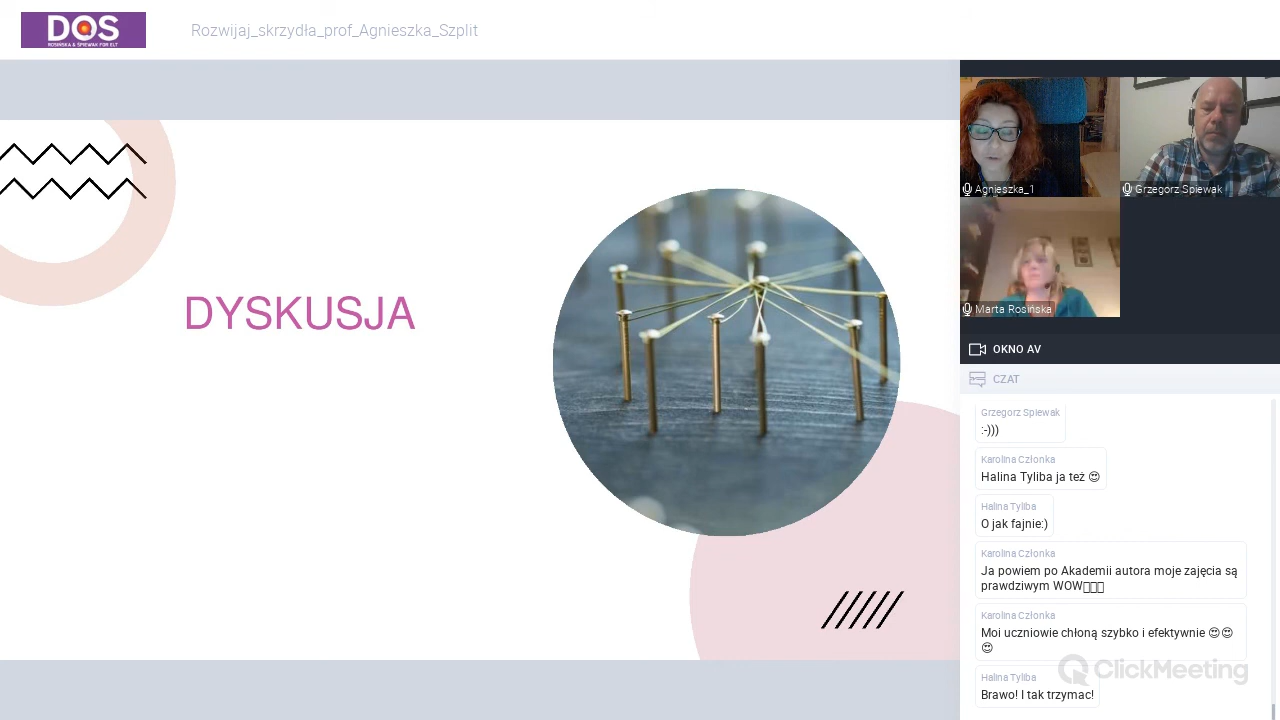 DOS
ROSIŃSKA & ŚPIEWAK FOR ELT
Rozwijaj_skrzydła_prof_Agnieszka_Szplit
DYSKUSJA
Agnieszka_1
Grzegorz Spiewak
Marta Rosińska
OKNO AV
CZAT
Grzegorz Spiewak
:-)))
Karolina Członka
Halina Tyliba ja też 😍
Halina Tyliba
O jak fajnie:)
Karolina Członka
Ja powiem po Akademii autora moje zajęcia są
prawdziwym WOW
Karolina Członka
Moi uczniowie chłoną szybko i efektywnie 😍😍
😍
Halina Tyliba
Brawo! I tak trzymac!
ClickMeeting